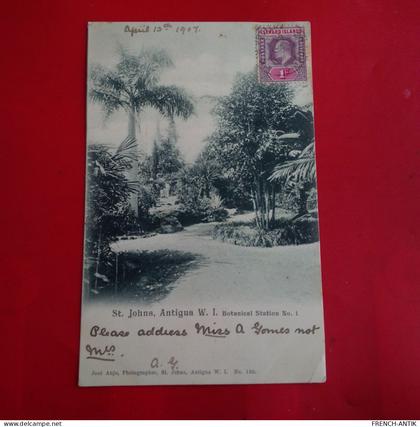 April 13th 1907.
LEEWARD ISLANDS
1d
St. Johns, Antigua W. I. Botanical Station No. 1
Please address Miss A Gomes not
Mrs.
A. G.
José Anjo, Photographer, St. Johns, Antigua W. I. No.
©FRENCH-ANTIK